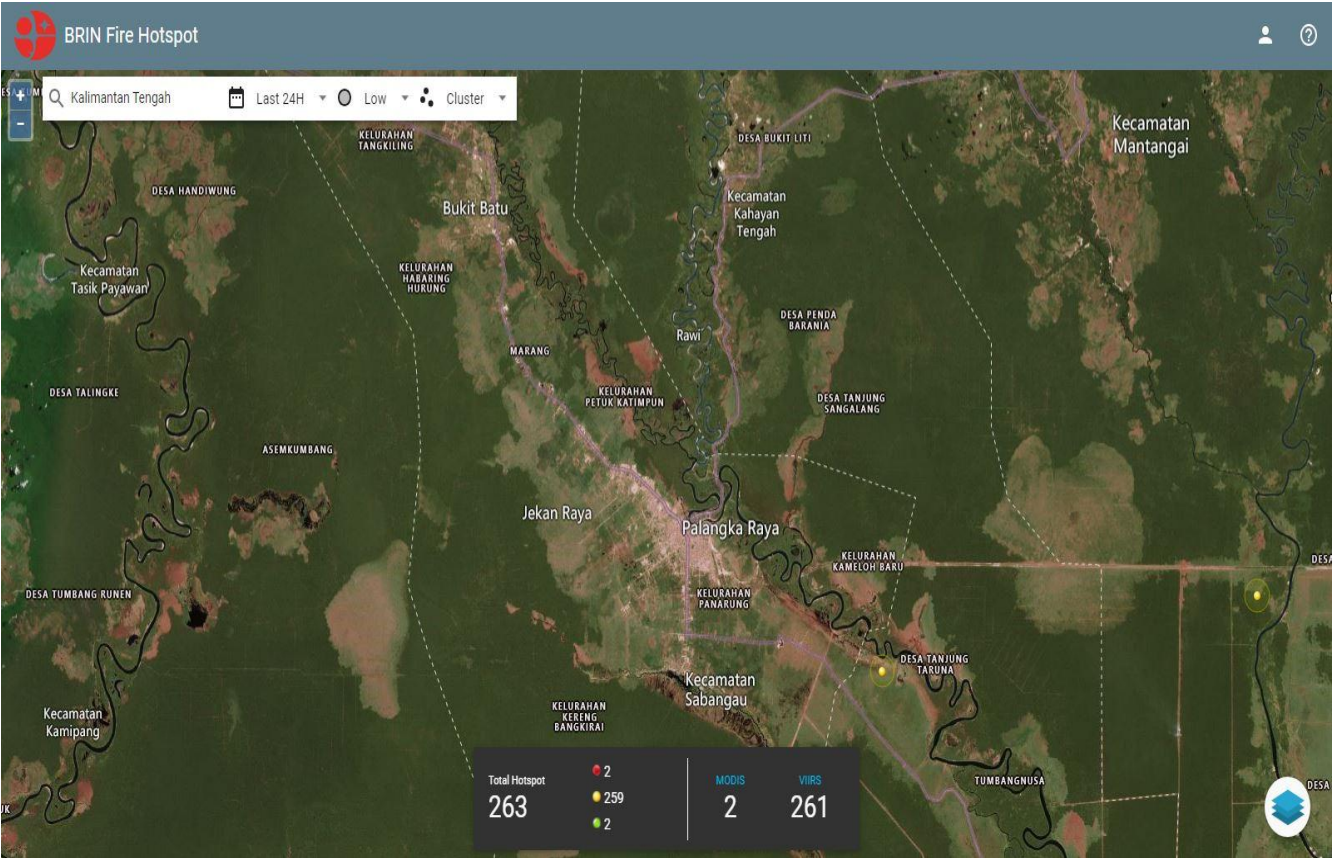 BRIN Fire Hotspot
+
-
Kalimantan Tengah
Last 24H
Low
Cluster
KELURAHAN
TANGKILING
DESA BUKIT LITI
Kecamatan
Mantangai
DESA HANDIWUNG
Bukit Batu
Kecamatan
Kahayan
Tengah
Kecamatan
Tasik Payawan
KELURAHAN
HABARING
HURUNG
DESA PENDA
BARANIA
Rawi
MARANG
DESA TALINGKE
KELURAHAN
PETUK KATIMPUN
DESA TANJUNG
SANGALANG
ASEMKUMBANG
Jekan Raya
Palangka Raya
KELURAHAN
KAMELOH BARU
DESA
DESA TUMBANG RUNEN
KELURAHAN
PANARUNG
DESA TANJUNG
TARUNA
Kecamatan
Sabangau
Kecamatan
Kamipang
KELURAHAN
KERENG
BANGKIRAI
TUMBANGNUSA
DESA
UK
Total Hotspot
263
2
259
2
MODIS
2
VIIRS
261